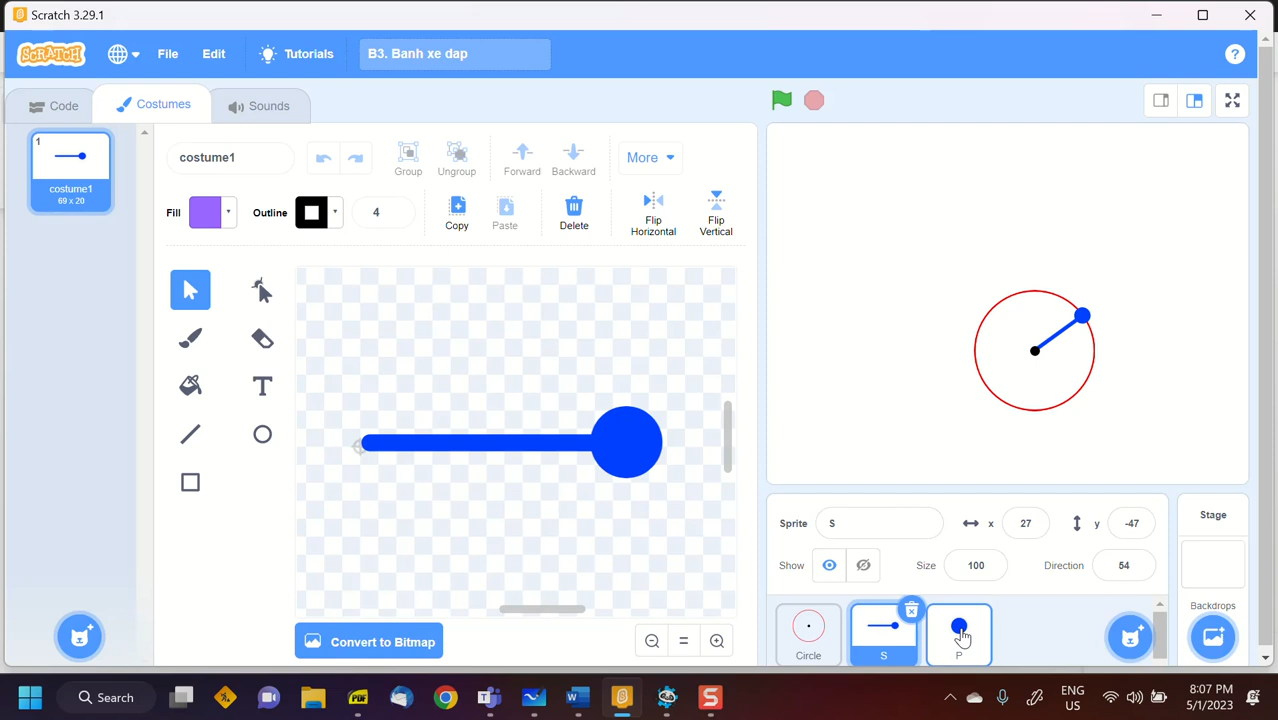 Scratch 3.29.1
SCRATCH File Edit Tutorials B3. Banh xe dap ?
Code Costumes Sounds
1
costume1
69 x 20
costume1 Group Ungroup Forward Backward More
Fill Outline 4 Copy Paste Delete Flip Horizontal Flip Vertical
T
Convert to Bitmap
Sprite S x 27 y -47
Show Size 100 Direction 54
Circle S P
Stage
Backdrops
Search PDF T W S ENG US 8:07 PM 5/1/2023